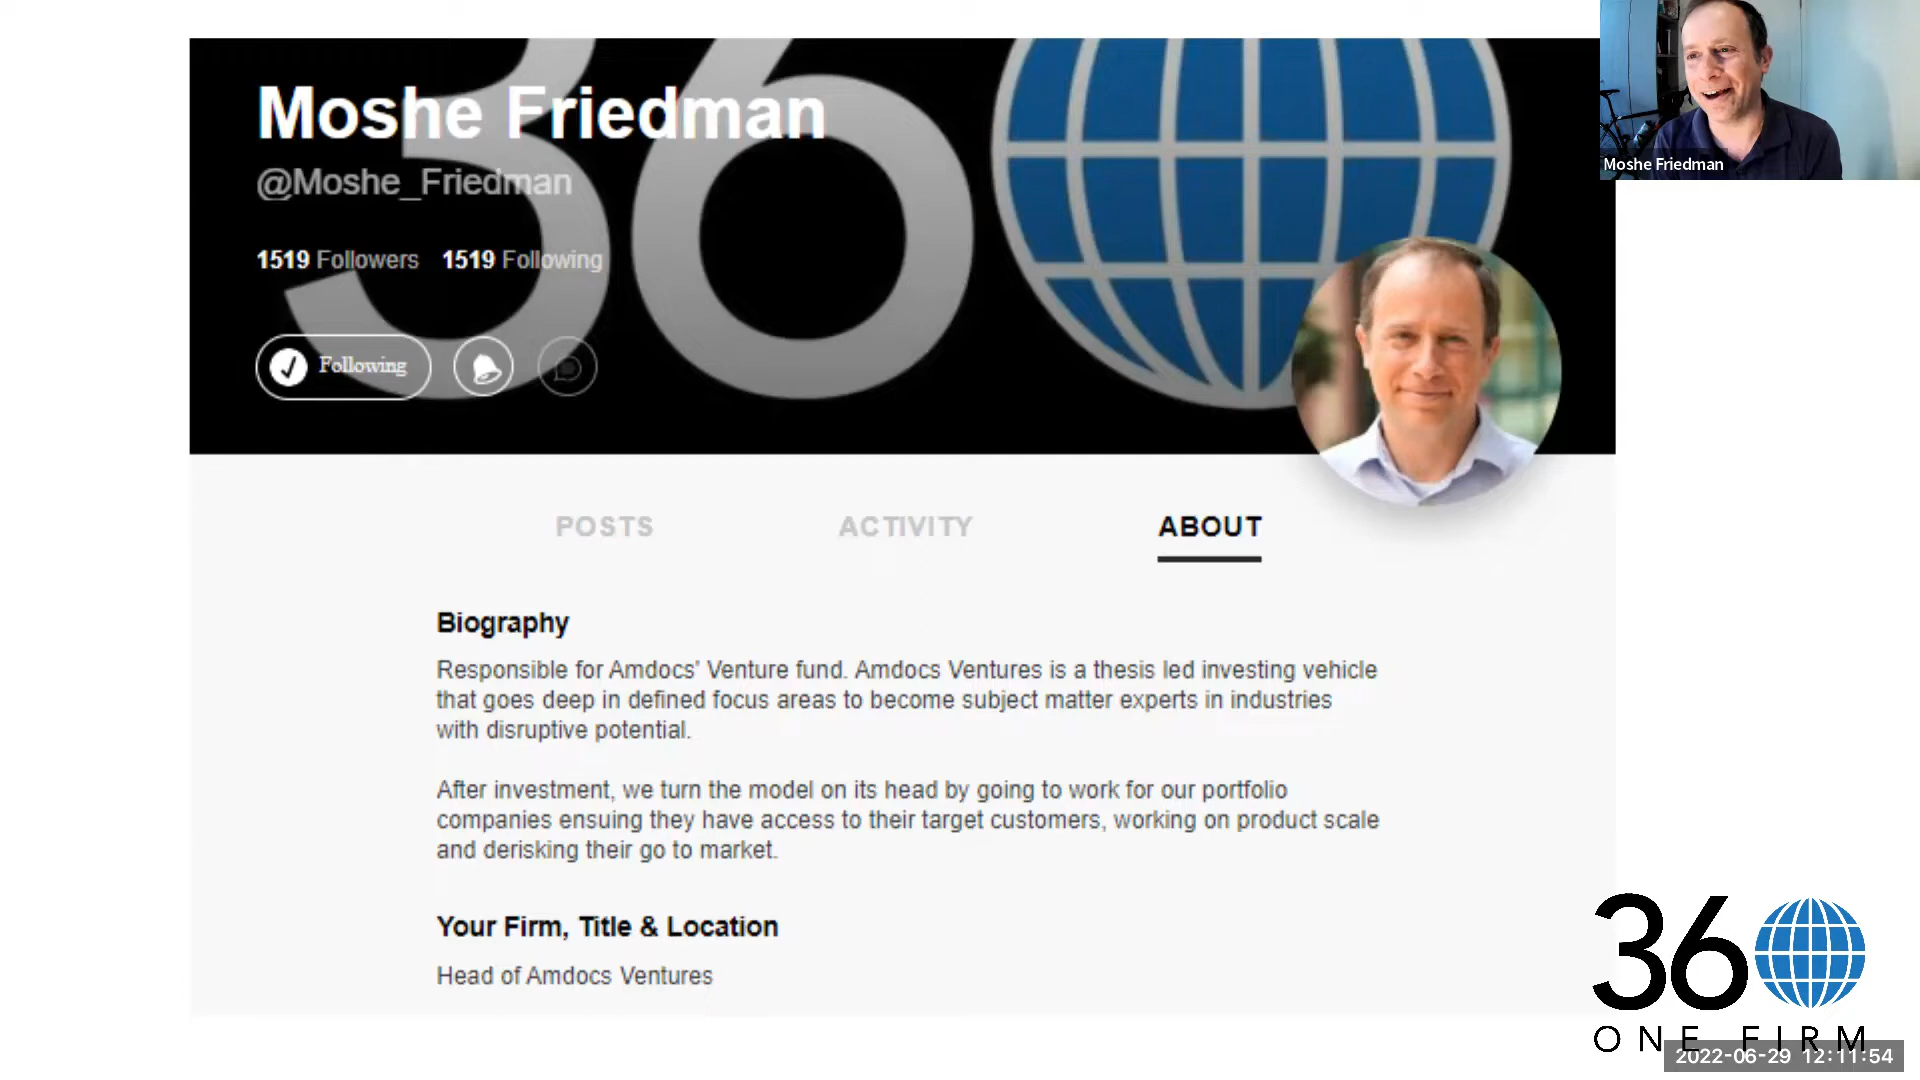 360
Moshe Friedman
@Moshe_Friedman
1519 Followers 1519 Following
Following
Moshe Friedman
POSTS ACTIVITY ABOUT
Biography
Responsible for Amdocs' Venture fund. Amdocs Ventures is a thesis led investing vehicle
that goes deep in defined focus areas to become subject matter experts in industries
with disruptive potential.
After investment, we turn the model on its head by going to work for our portfolio
companies ensuing they have access to their target customers, working on product scale
and derisking their go to market.
Your Firm, Title & Location
Head of Amdocs Ventures
360
ONE FIRM
2022-06-29 12:11:54